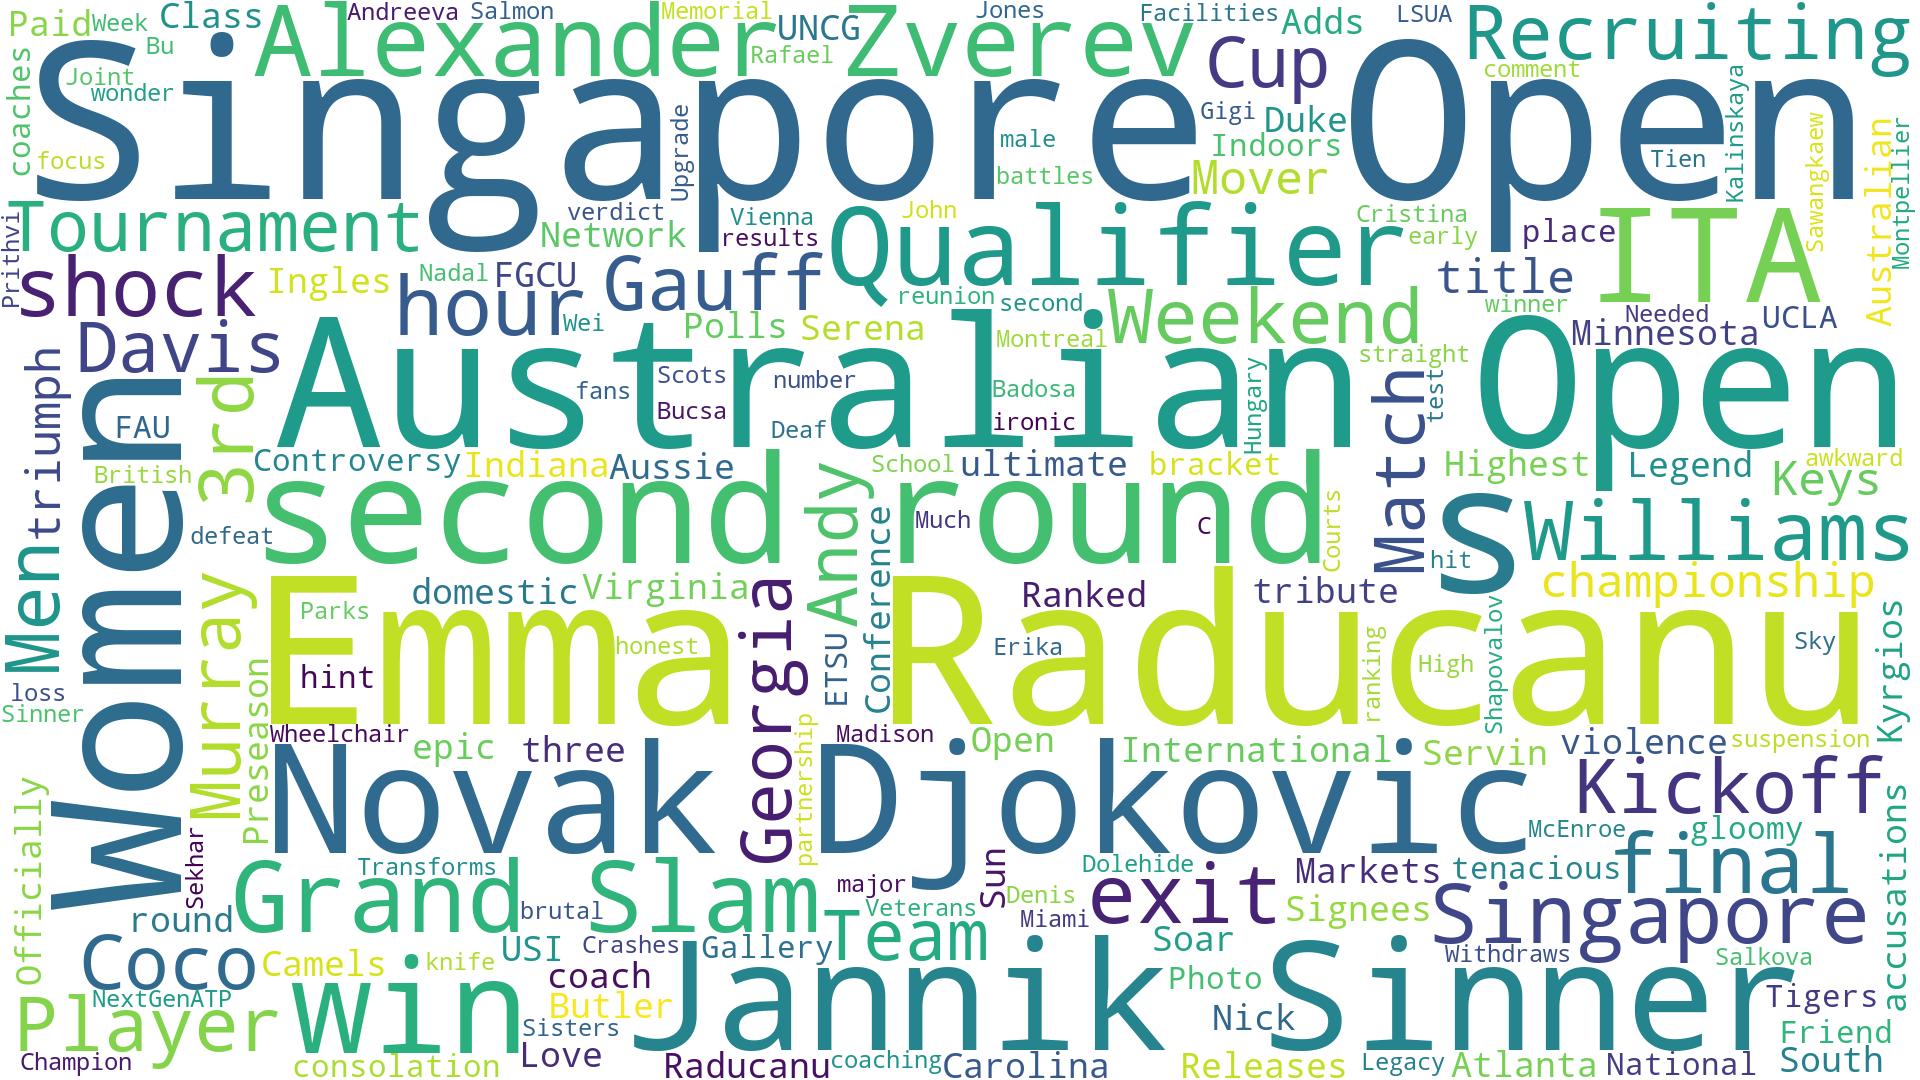 Paid
Week
Class
Andreeva
Salmon
Memorial
UNCG
Jones
Facilities
Adds
LSUA
Recruiting
Bu
Alexander Zverev
Rafael
Cup
comment
Joint
wonder
coaches
focus
Singapore Open
Upgrade
male
battles
Gigi
Duke
Indoors
Mover
Tien
Kalinskaya
Sawangkaew
Australian
Montpellier
Prithvi
Tournament
verdict
Network
Vienna
results
John
Qualifier
Cristina
early
place
ITA
shock
Ingles
Nadal
FGCU
hour
Wei
Gauff
reunion
second
title
winner
Needed
Minnesota
UCLA
Davis
Polls
Serena
Montreal
Weekend
straight
Australian Open
triumph
Women
3rd
fans
Scots
Bucsa
number
Deaf
Badosa
ironic
Hungary
Match
test
FAU
British
Controversy
Indiana
Aussie
School
ultimate
bracket
Highest
Legend
Keys
awkward
defeat
second round
Andy
Conference
Much
C
Courts
hit
s
Williams
Men
Murray
domestic
Virginia
Georgia
Ranked
tribute
championship
Parks
hint
honest
Emma Raducanu
ETSU
Erika
ranking
High
Shapovalov
Sky
Kyrgios
loss
Sinner
Preseason
Wheelchair
epic
three
partnership
Madison
Open
International
Servin
violence
suspension
Novak Djokovic
Kickoff
McEnroe
gloomy
Officially
Sekhar
Transforms
major
Sun
Dolehide
exit
Markets
tenacious
final
accusations
Grand Slam
round
brutal
Veterans
Denis
Miami
Signees
Singapore
Coco
Camels
knife
USI
Crashes
Gallery
Team
Soar
Withdraws
Salkova
NextGenATP
win
coach
Butler
Jannik Sinner
Photo
Nick
Tigers
Player
Sisters
Friend
Champion
consolation
Love
Raducanu
coaching
Carolina
Releases
Legacy
Atlanta
National
South